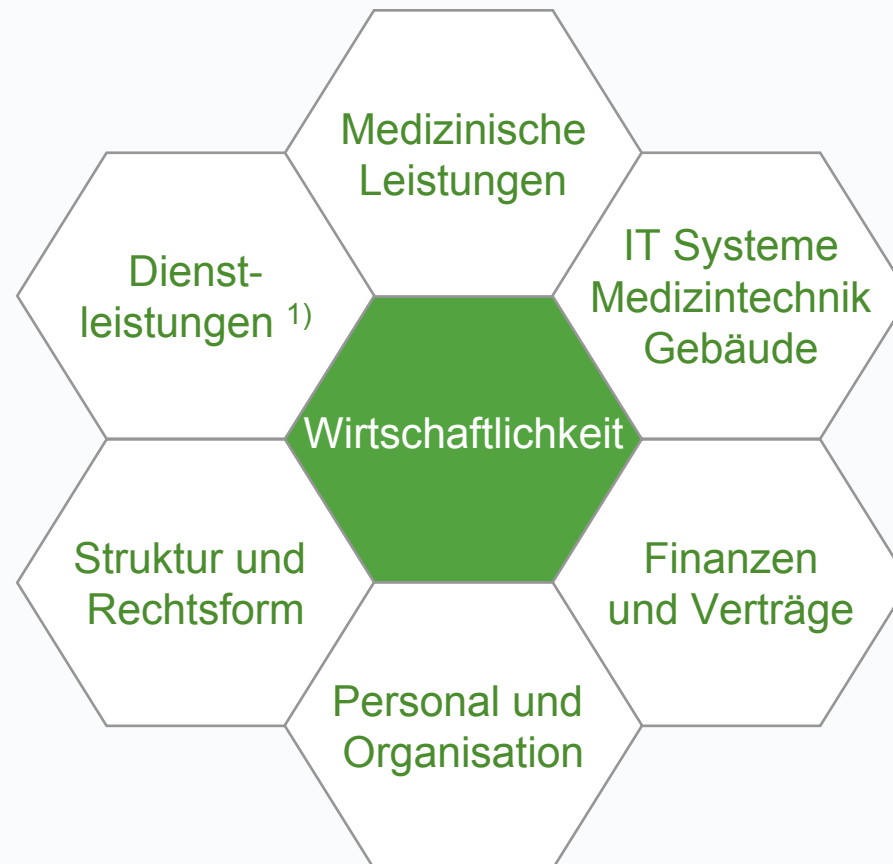 Medizinische
Leistungen
IT Systeme
Medizintechnik
Gebäude
Dienst-
leistungen 1)
Wirtschaftlichkeit
Struktur und
Rechtsform
Finanzen
und Verträge
Personal und
Organisation